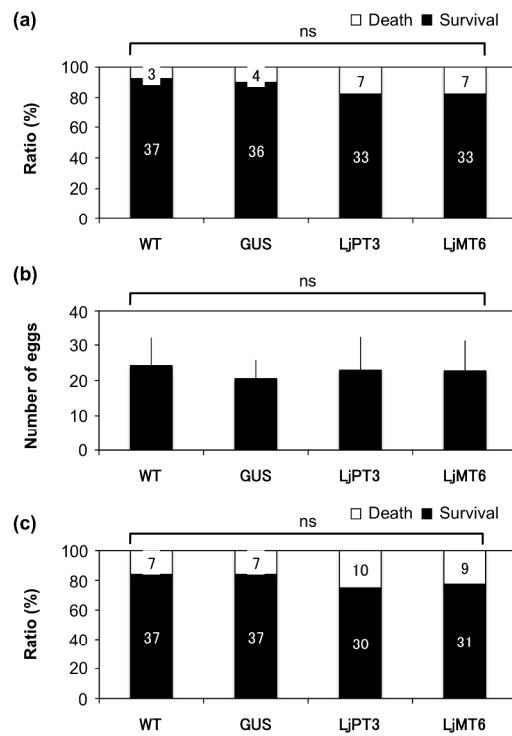 (a)
□ Death ■ Survival
ns
Ratio (%)
100
80
60
40
20
0
3
4
7
7
37
36
33
33
WT GUS LjPT3 LjMT6
(b)
ns
Number of eggs
40
30
20
10
0
WT GUS LjPT3 LjMT6
(c)
□ Death ■ Survival
ns
Ratio (%)
100
80
60
40
20
0
7
7
10
9
37
37
30
31
WT GUS LjPT3 LjMT6